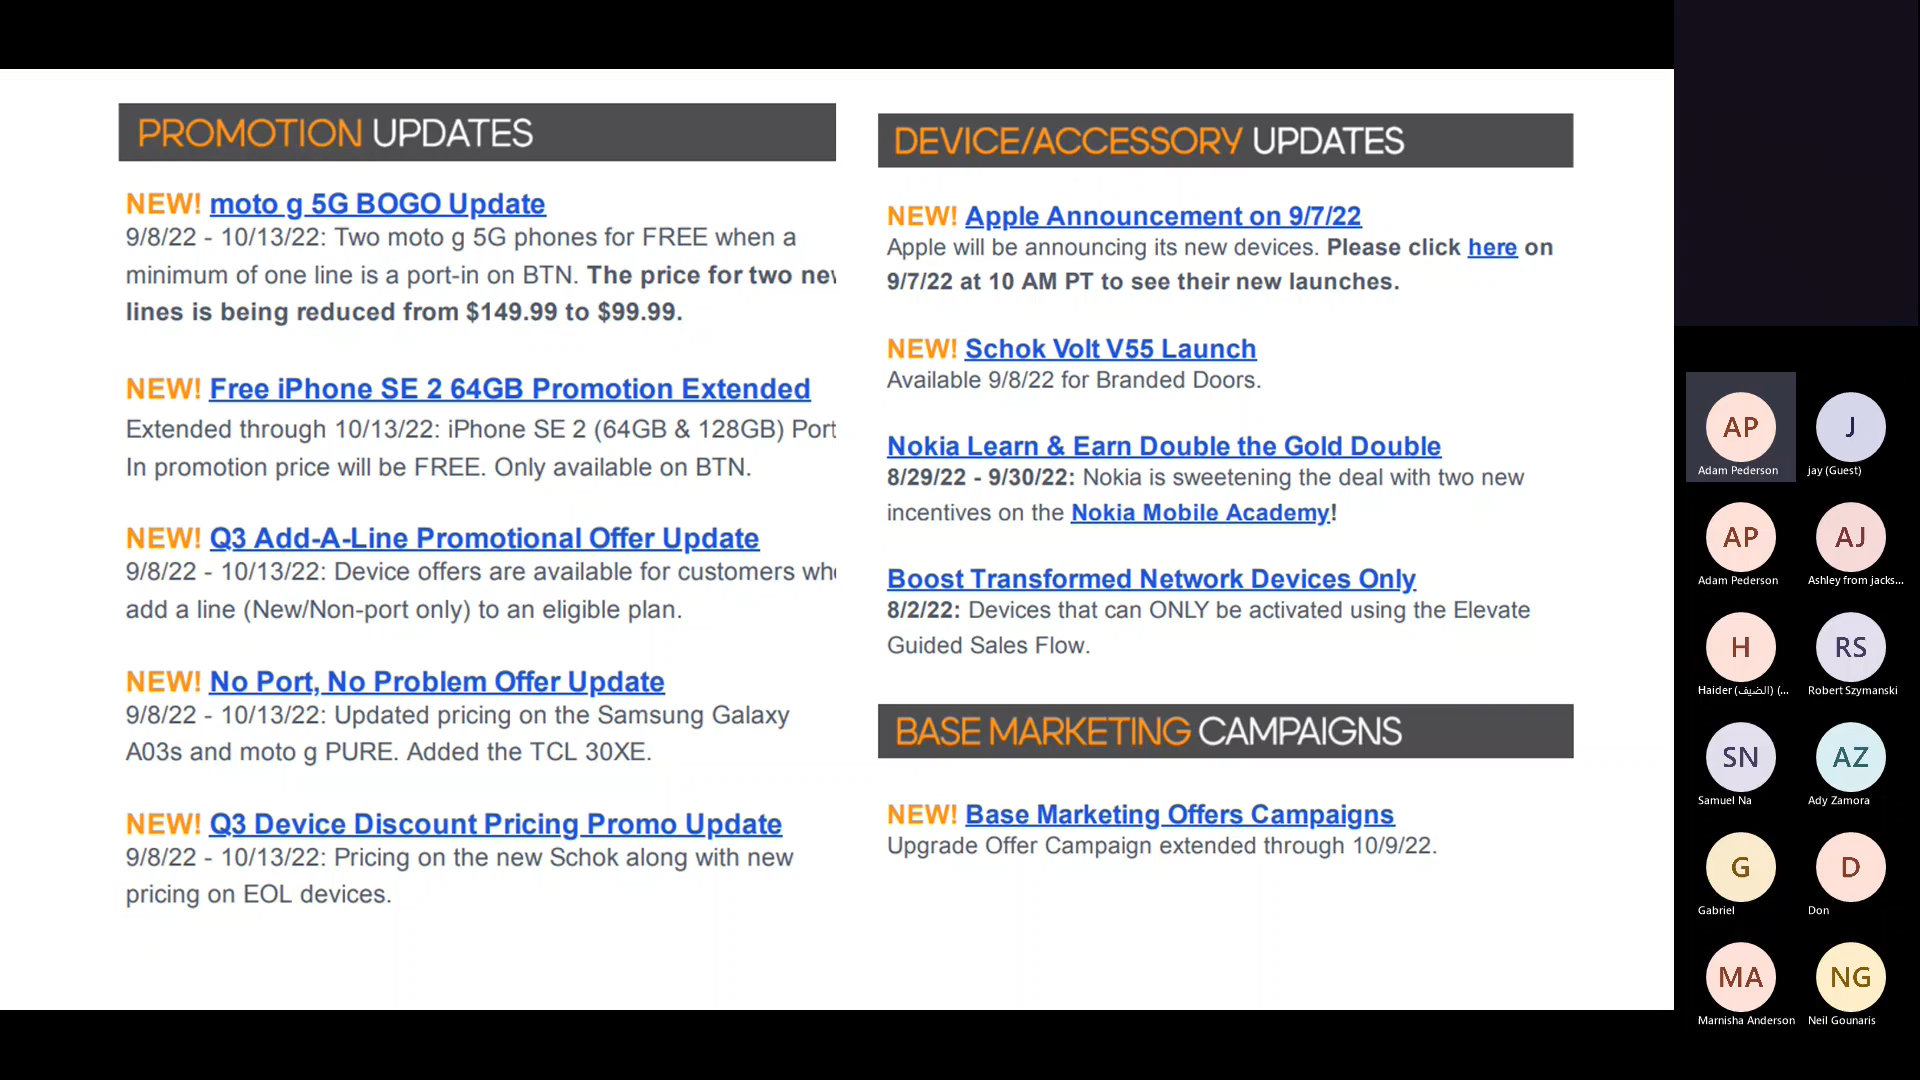 PROMOTION UPDATES
NEW! moto g 5G BOGO Update
9/8/22 - 10/13/22: Two moto g 5G phones for FREE when a
minimum of one line is a port-in on BTN. The price for two
lines is being reduced from $149.99 to $99.99.
NEW! Free iPhone SE 2 64GB Promotion Extended
Extended through 10/13/22: iPhone SE 2 (64GB & 128GB) Port
In promotion price will be FREE. Only available on BTN.
NEW! Q3 Add-A-Line Promotional Offer Update
9/8/22 - 10/13/22: Device offers are available for customers
add a line (New/Non-port only) to an eligible plan.
NEW! No Port, No Problem Offer Update
9/8/22 - 10/13/22: Updated pricing on the Samsung Galaxy
A03s and moto g PURE. Added the TCL 30XE.
NEW! Q3 Device Discount Pricing Promo Update
9/8/22 - 10/13/22: Pricing on the new Schok along with new
pricing on EOL devices.
DEVICE/ACCESSORY UPDATES
NEW! Apple Announcement on 9/7/22
Apple will be announcing its new devices. Please click here on
9/7/22 at 10 AM PT to see their new launches.
NEW! Schok Volt V55 Launch
Available 9/8/22 for Branded Doors.
Nokia Learn & Earn Double the Gold Double
8/29/22 - 9/30/22: Nokia is sweetening the deal with two new
incentives on the Nokia Mobile Academy!
Boost Transformed Network Devices Only
8/2/22: Devices that can ONLY be activated using the Elevate
Guided Sales Flow.
BASE MARKETING CAMPAIGNS
NEW! Base Marketing Offers Campaigns
Upgrade Offer Campaign extended through 10/9/22.
AP
Adam Pederson
J
jay (Guest)
AP
Adam Pederson
AJ
Ashley from jacks...
H
Haider (الضيف) (...
RS
Robert Szymanski
SN
Samuel Na
AZ
Ady Zamora
G
Gabriel
D
Don
MA
Marnisha Anderson
NG
Neil Gounaris